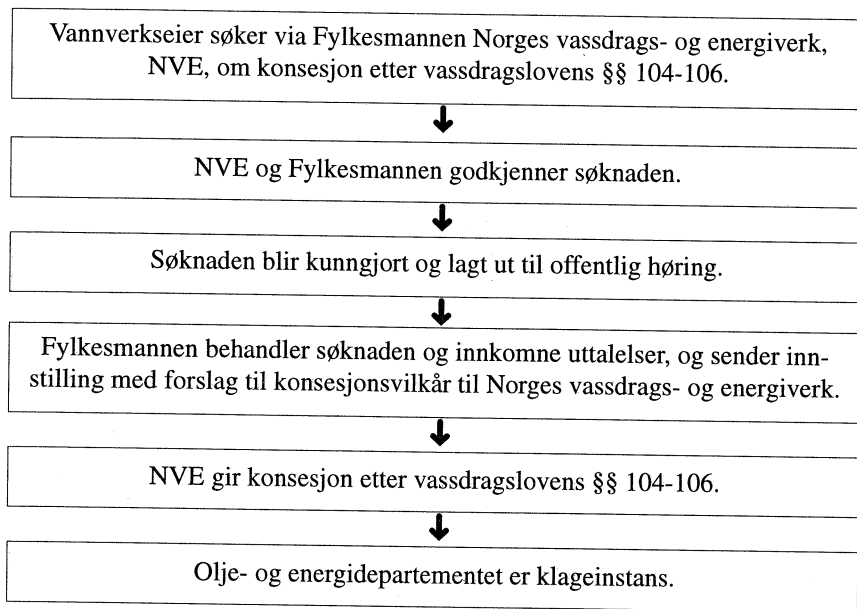 Vannverkseier søker via Fylkesmannen Norges vassdrags- og energiverk,
NVE, om konsesjon etter vassdragslovens §§ 104-106.
NVE og Fylkesmannen godkjenner søknaden.
Søknaden blir kunngjort og lagt ut til offentlig høring.
Fylkesmannen behandler søknaden og innkomne uttalelser, og sender inn-
stilling med forslag til konsesjonsvilkår til Norges vassdrags- og energiverk.
NVE gir konsesjon etter vassdragslovens §§ 104-106.
Olje- og energidepartementet er klageinstans.